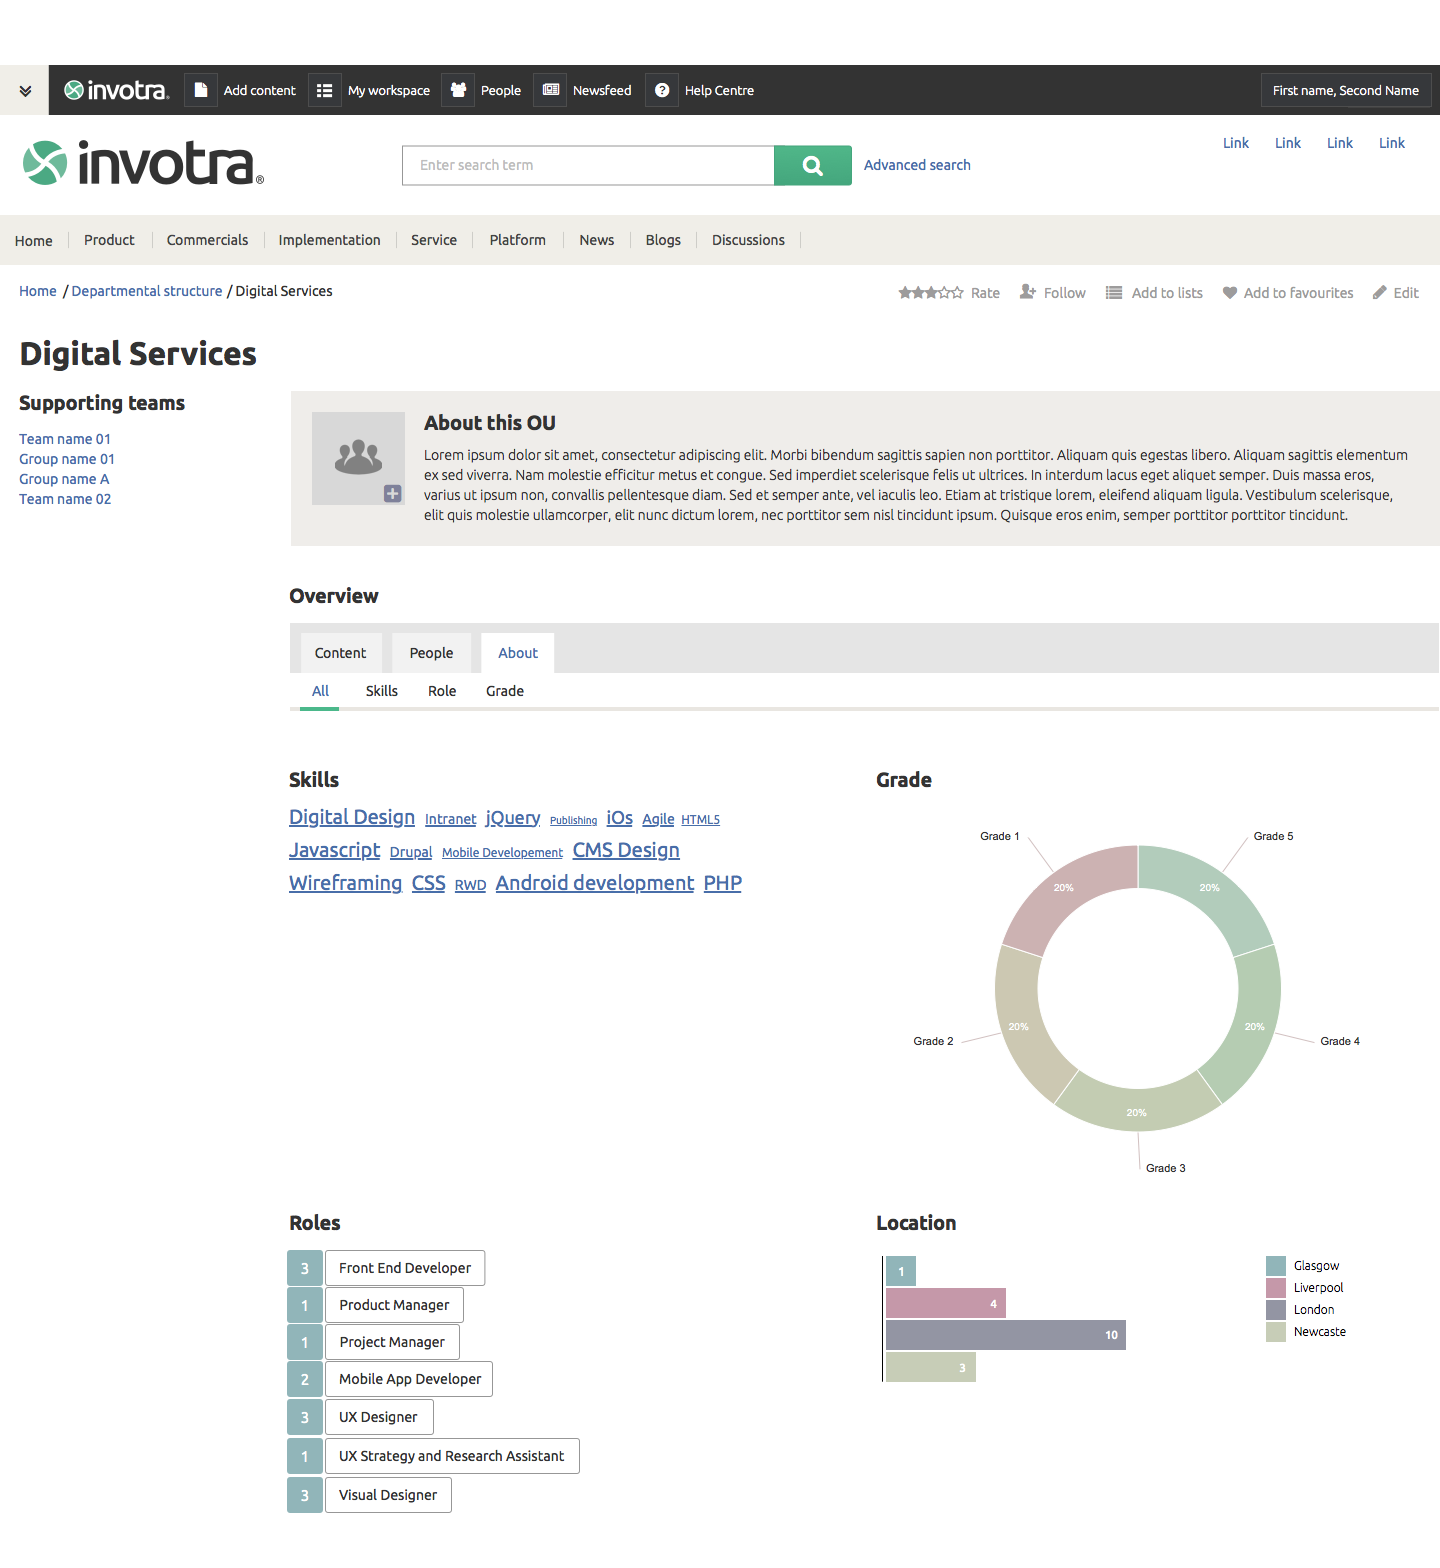 invotra Add content My workspace People Newsfeed Help Centre First name, Second Name
invotra®
Enter search term
Advanced search
Link Link Link Link
Home Product Commercials Implementation Service Platform News Blogs Discussions
Home / Departmental structure / Digital Services
Rate Follow Add to lists Add to favourites Edit
Digital Services
Supporting teams
Team name 01
Group name 01
Group name A
Team name 02
About this OU
Lorem ipsum dolor sit amet, consectetur adipiscing elit. Morbi bibendum sagittis sapien non porttitor. Aliquam quis egestas libero. Aliquam sagittis elementum
ex sed viverra. Nam molestie efficitur metus et congue. Sed imperdiet scelerisque felis ut ultrices. In interdum lacus eget aliquet semper. Duis massa eros,
varius ut ipsum non, convallis pellentesque diam. Sed et semper ante, vel iaculis leo. Etiam at tristique lorem, eleifend aliquam ligula. Vestibulum scelerisque,
elit quis molestie ullamcorper, elit nunc dictum lorem, nec porttitor sem nisl tincidunt ipsum. Quisque eros enim, semper porttitor porttitor tincidunt.
Overview
Content People About
All Skills Role Grade
Skills
Digital Design Intranet jQuery Publishing iOs Agile HTML5
Javascript Drupal Mobile Developement CMS Design
Wireframing CSS RWD Android development PHP
Grade
Grade 1 Grade 5
20% 20%
20% 20%
Grade 2 Grade 4
20%
Grade 3
Roles
3 Front End Developer
1 Product Manager
1 Project Manager
2 Mobile App Developer
3 UX Designer
1 UX Strategy and Research Assistant
3 Visual Designer
Location
1
4
10
3
Glasgow
Liverpool
London
Newcaste